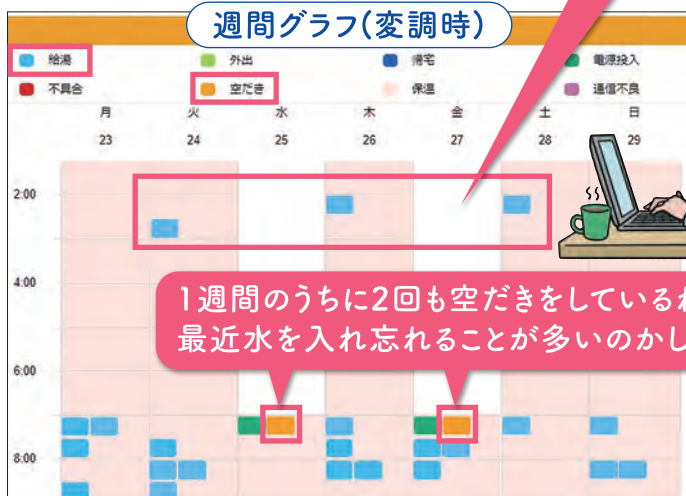 週間グラフ(変調時)
給湯 外出 帰宅 電源投入
不具合 空だき 保温 通信不良
月 火 水 木 金 土 日
23 24 25 26 27 28 29
2:00
4:00
1週間のうちに2回も空だきをしているわ
最近水を入れ忘れることが多いのかし
6:00
8:00